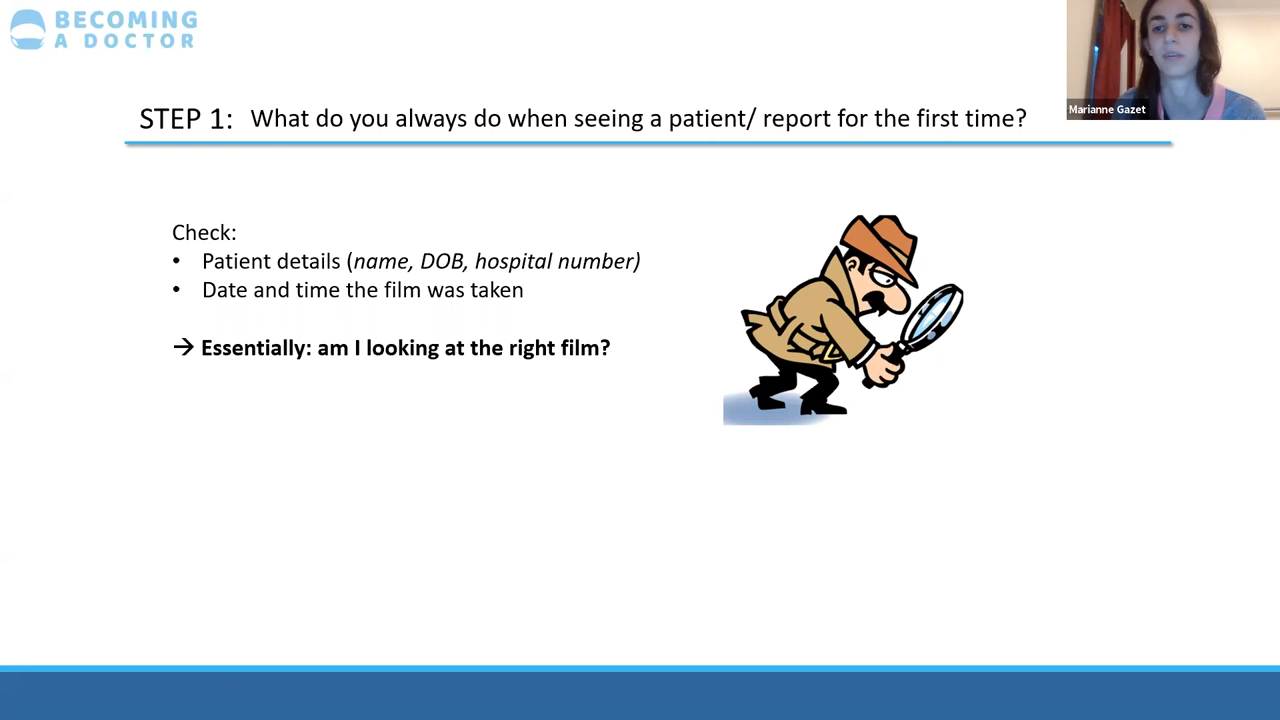 BECOMING
A DOCTOR
Marianne Gazet
STEP 1: What do you always do when seeing a patient/ report for the first time?
Check:
• Patient details (name, DOB, hospital number)
• Date and time the film was taken
→ Essentially: am I looking at the right film?